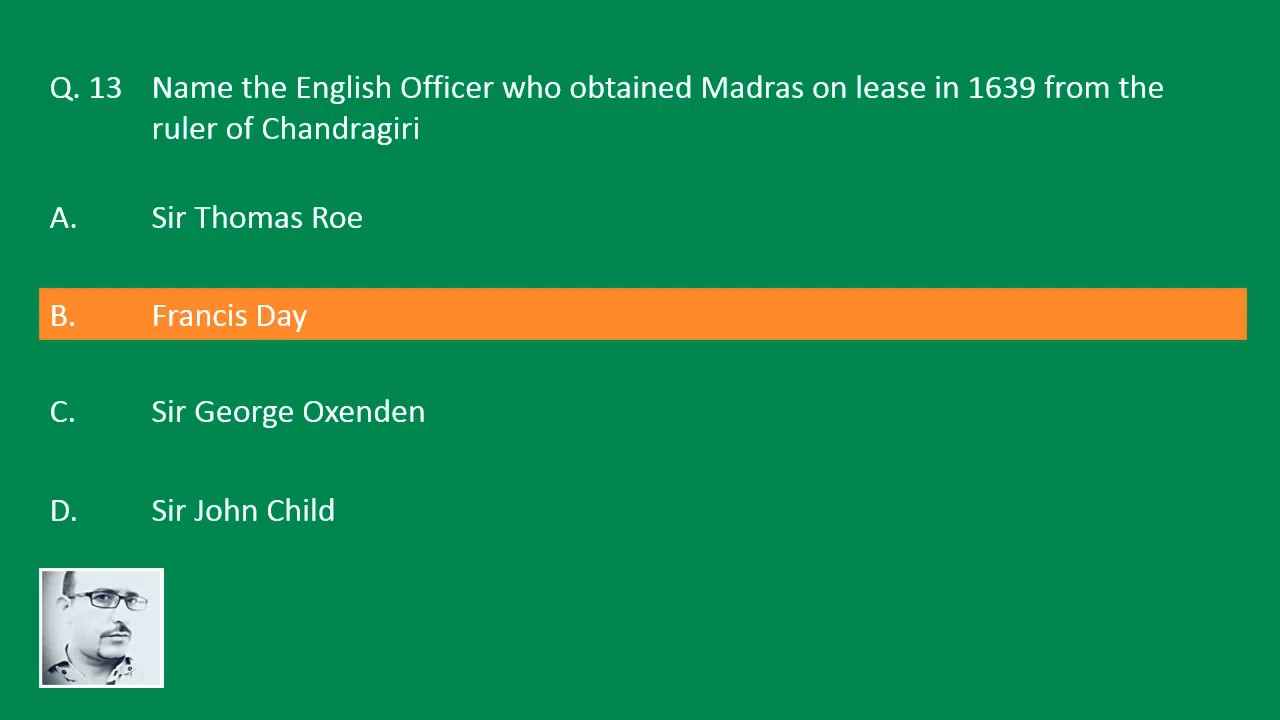 Q. 13 Name the English Officer who obtained Madras on lease in 1639 from the
ruler of Chandragiri
A. Sir Thomas Roe
B. Francis Day
C. Sir George Oxenden
D. Sir John Child